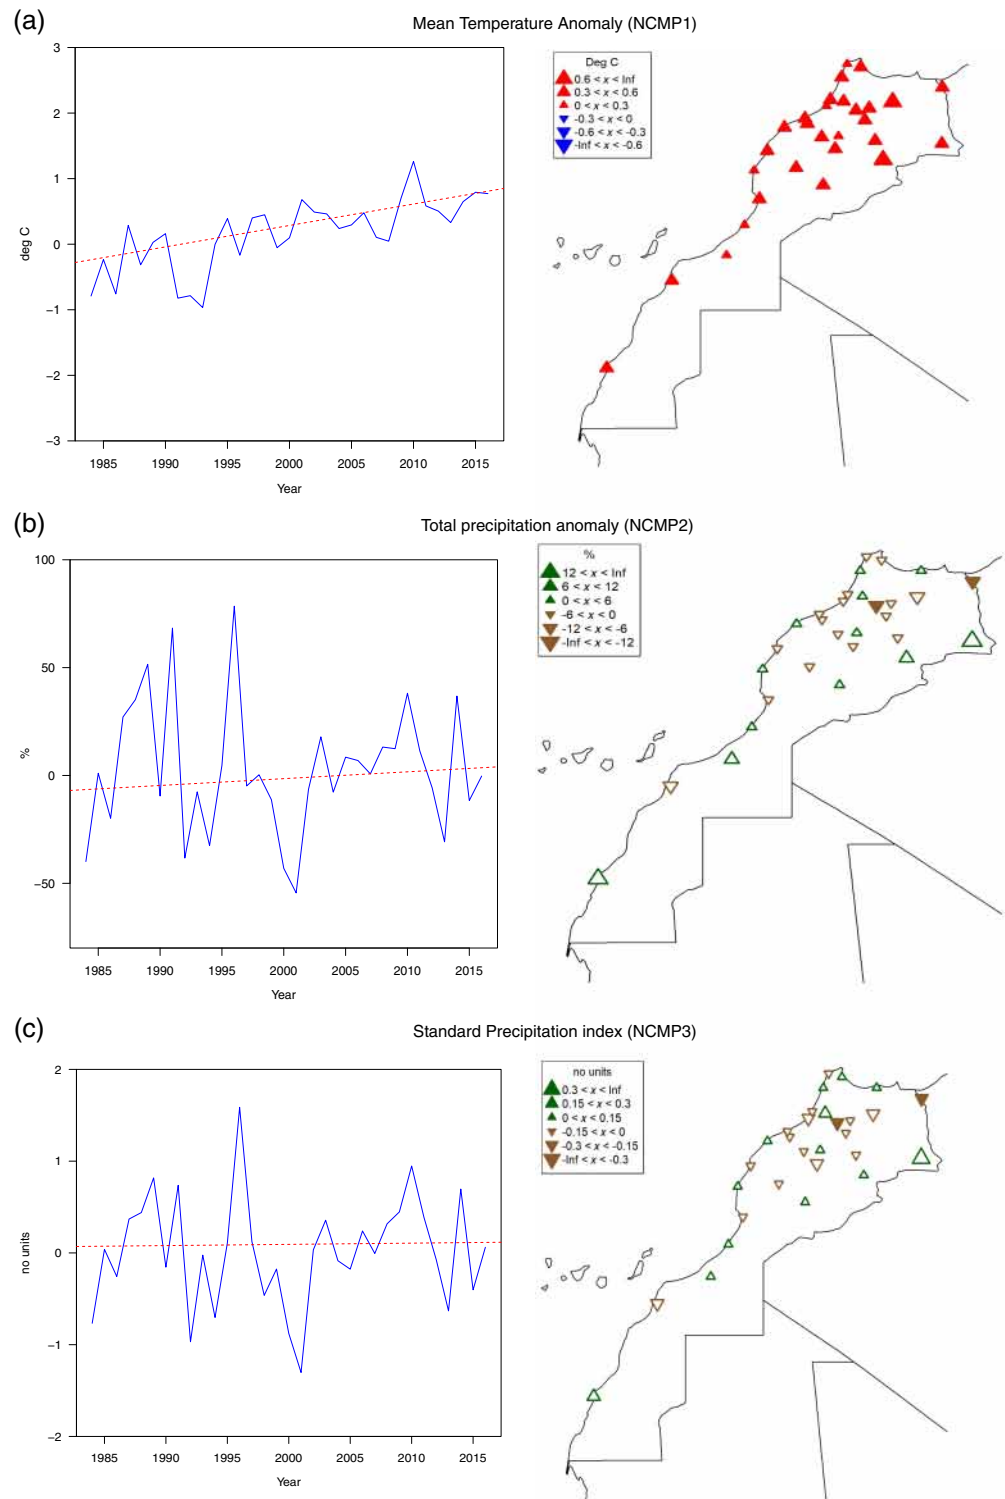 (a)
Mean Temperature Anomaly (NCMP1)
3
2
1
0
−1
−2
−3
deg C
1985 1990 1995 2000 2005 2010 2015
Year
Deg C
0.6 < x < Inf
0.3 < x < 0.6
0 < x < 0.3
-0.3 < x < 0
-0.6 < x < -0.3
-Inf < x < -0.6
(b)
Total precipitation anomaly (NCMP2)
100
50
0
−50
%
1985 1990 1995 2000 2005 2010 2015
Year
%
12 < x < Inf
6 < x < 12
0 < x < 6
-6 < x < 0
-12 < x < -6
-Inf < x < -12
(c)
Standard Precipitation index (NCMP3)
2
1
0
−1
−2
no units
1985 1990 1995 2000 2005 2010 2015
Year
no units
0.3 < x < Inf
0.15 < x < 0.3
0 < x < 0.15
-0.15 < x < 0
-0.3 < x < -0.15
-Inf < x < -0.3